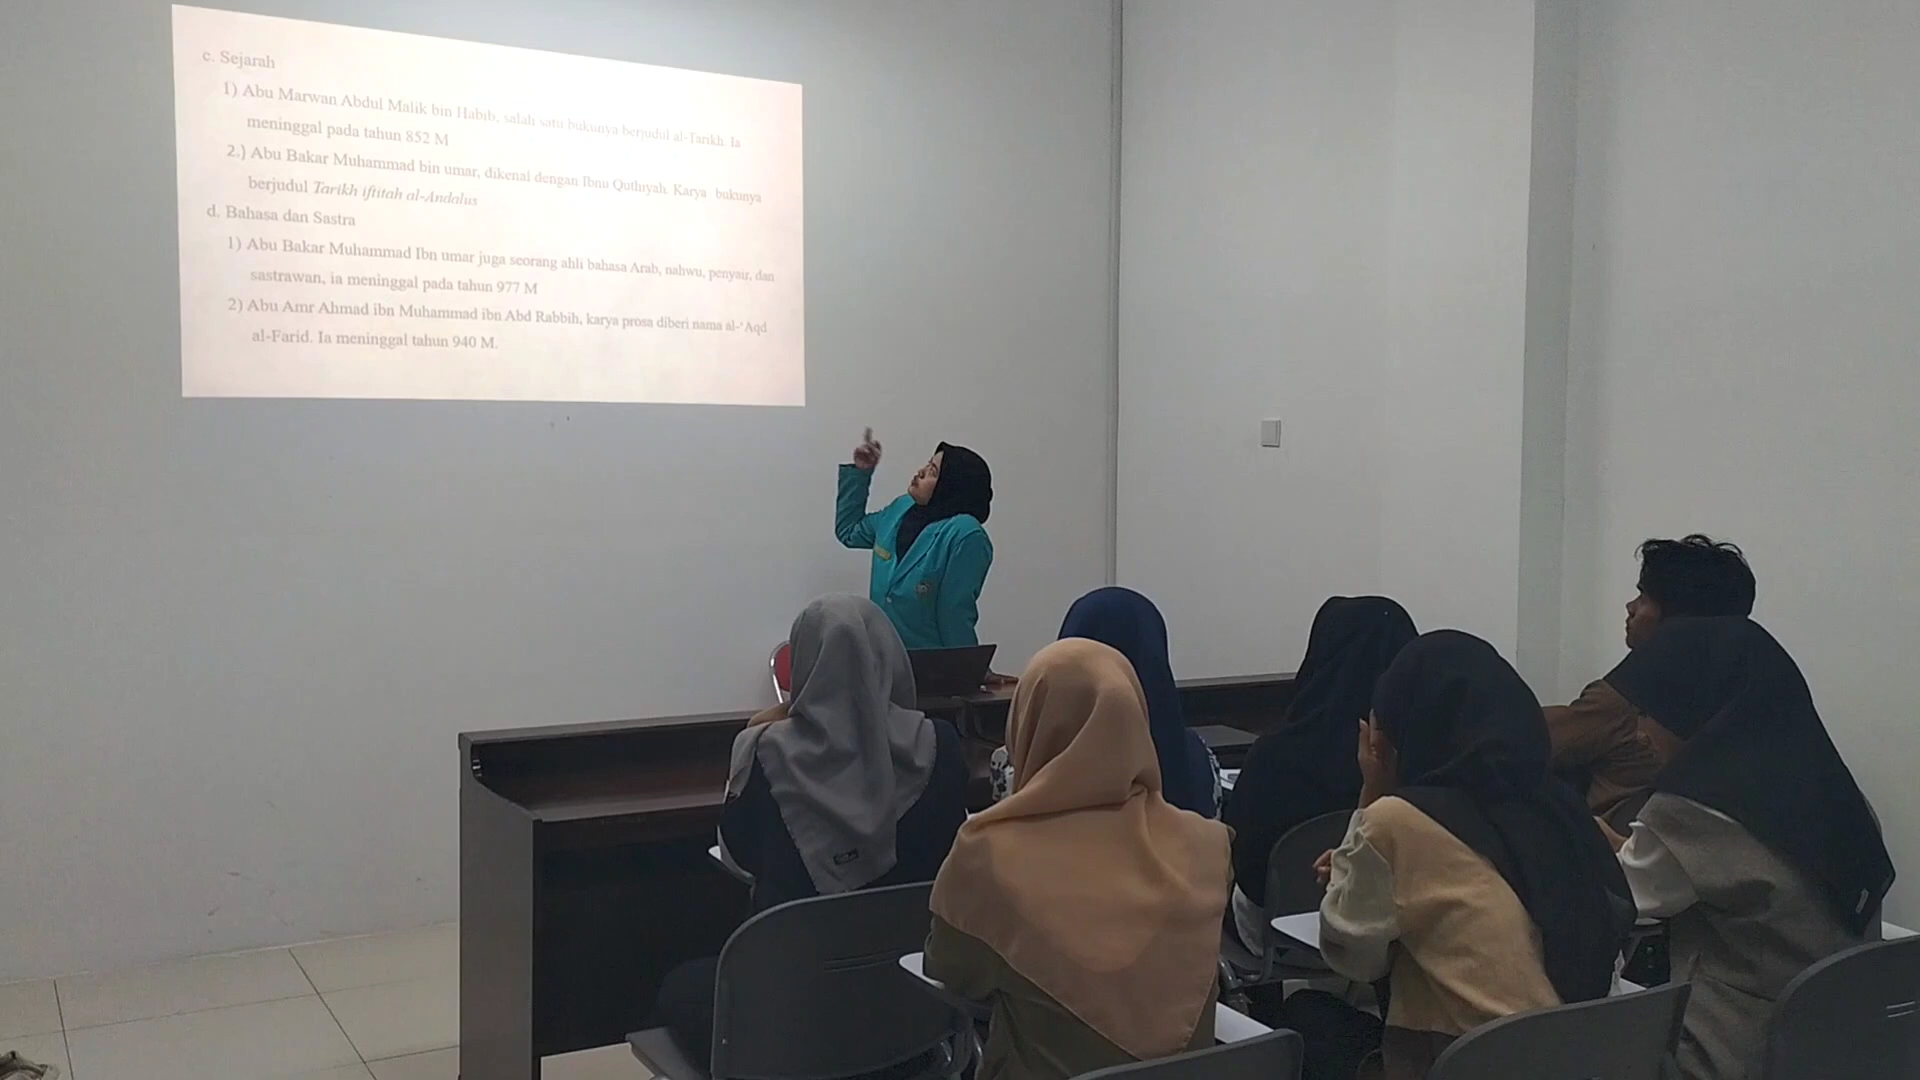 c. Sejarah
1) Abu Marwan Abdul Malik bin Habib, salah satu bukunya berjudul al-Tarikh. Ia
meninggal pada tahun 852 M
2.) Abu Bakar Muhammad bin umar, dikenal dengan Ibnu Quthiyah. Karya bukunya
berjudul Tarikh iftitah al-Andalus
d. Bahasa dan Sastra
1) Abu Bakar Muhammad Ibn umar juga seorang ahli bahasa Arab, nahwu, penyair, dan
sastrawan, ia meninggal pada tahun 977 M
2) Abu Amr Ahmad ibn Muhammad ibn Abd Rabbih, karya prosa diberi nama al-‘Aqd
al-Farid. Ia meninggal tahun 940 M.